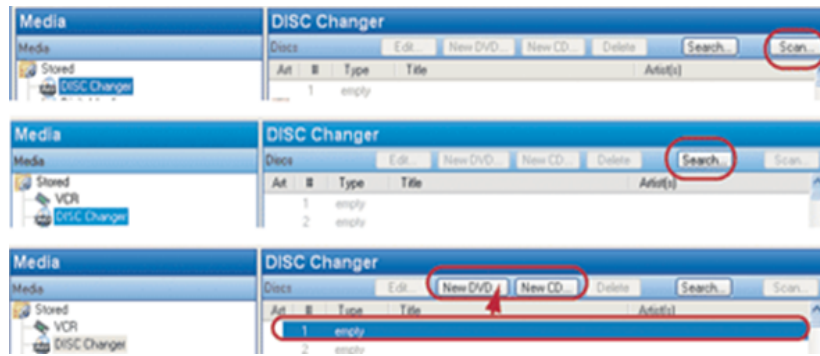 Media DISC Changer
Media Discs Edit... New DVD... New CD... Delete Search... Scan...
Stored Art # Type Title Artist(s)
DISC Changer 1 empty
Media DISC Changer
Media Discs Edit... New DVD... New CD... Delete Search... Scan...
Stored Art # Type Title Artist(s)
VCR 1 empty
DISC Changer 2 empty
Media DISC Changer
Media Discs Edit... New DVD... New CD... Delete Search... Scan...
Stored Art # Type Title Artist(s)
VCR 1 empty
DISC Changer 2 empty